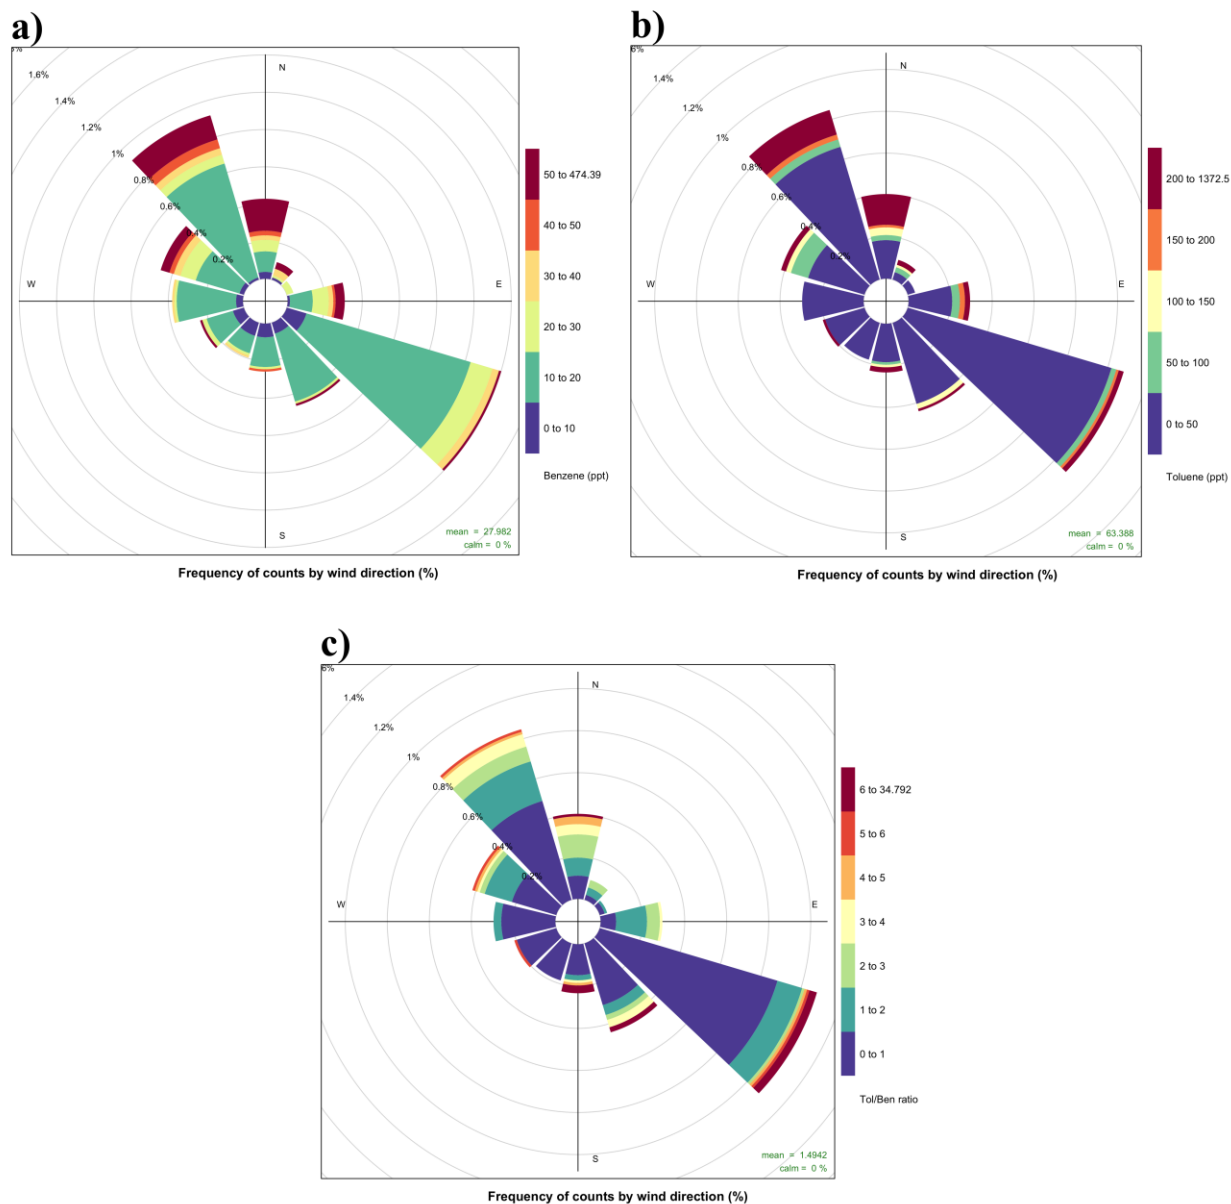 a)
%
1.6%
1.4%
1.2%
1%
0.8%
0.6%
0.4%
0.2%
N
W
E
S
50 to 474.39
40 to 50
30 to 40
20 to 30
10 to 20
0 to 10
Benzene (ppt)
mean = 27.982
calm = 0 %
Frequency of counts by wind direction (%)
b)
6%
1.4%
1.2%
1%
0.8%
0.6%
0.4%
0.2%
N
W
E
S
200 to 1372.5
150 to 200
100 to 150
50 to 100
0 to 50
Toluene (ppt)
mean = 63.388
calm = 0 %
Frequency of counts by wind direction (%)
c)
6%
1.4%
1.2%
1%
0.8%
0.6%
0.4%
0.2%
N
W
E
S
6 to 34.792
5 to 6
4 to 5
3 to 4
2 to 3
1 to 2
0 to 1
Tol/Ben ratio
mean = 1.4942
calm = 0 %
Frequency of counts by wind direction (%)